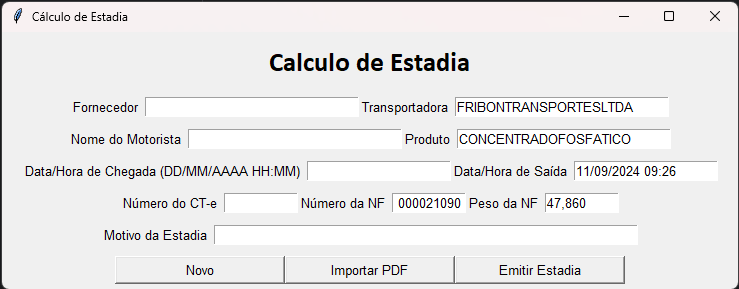 Cálculo de Estadia
Calculo de Estadia
Fornecedor Transportadora FRIBONTRANSPORTESLTDA
Nome do Motorista Produto CONCENTRADOFOSFATICO
Data/Hora de Chegada (DD/MM/AAAA HH:MM) Data/Hora de Saída 11/09/2024 09:26
Número do CT-e Número da NF 000021090 Peso da NF 47,860
Motivo da Estadia
Novo Importar PDF Emitir Estadia